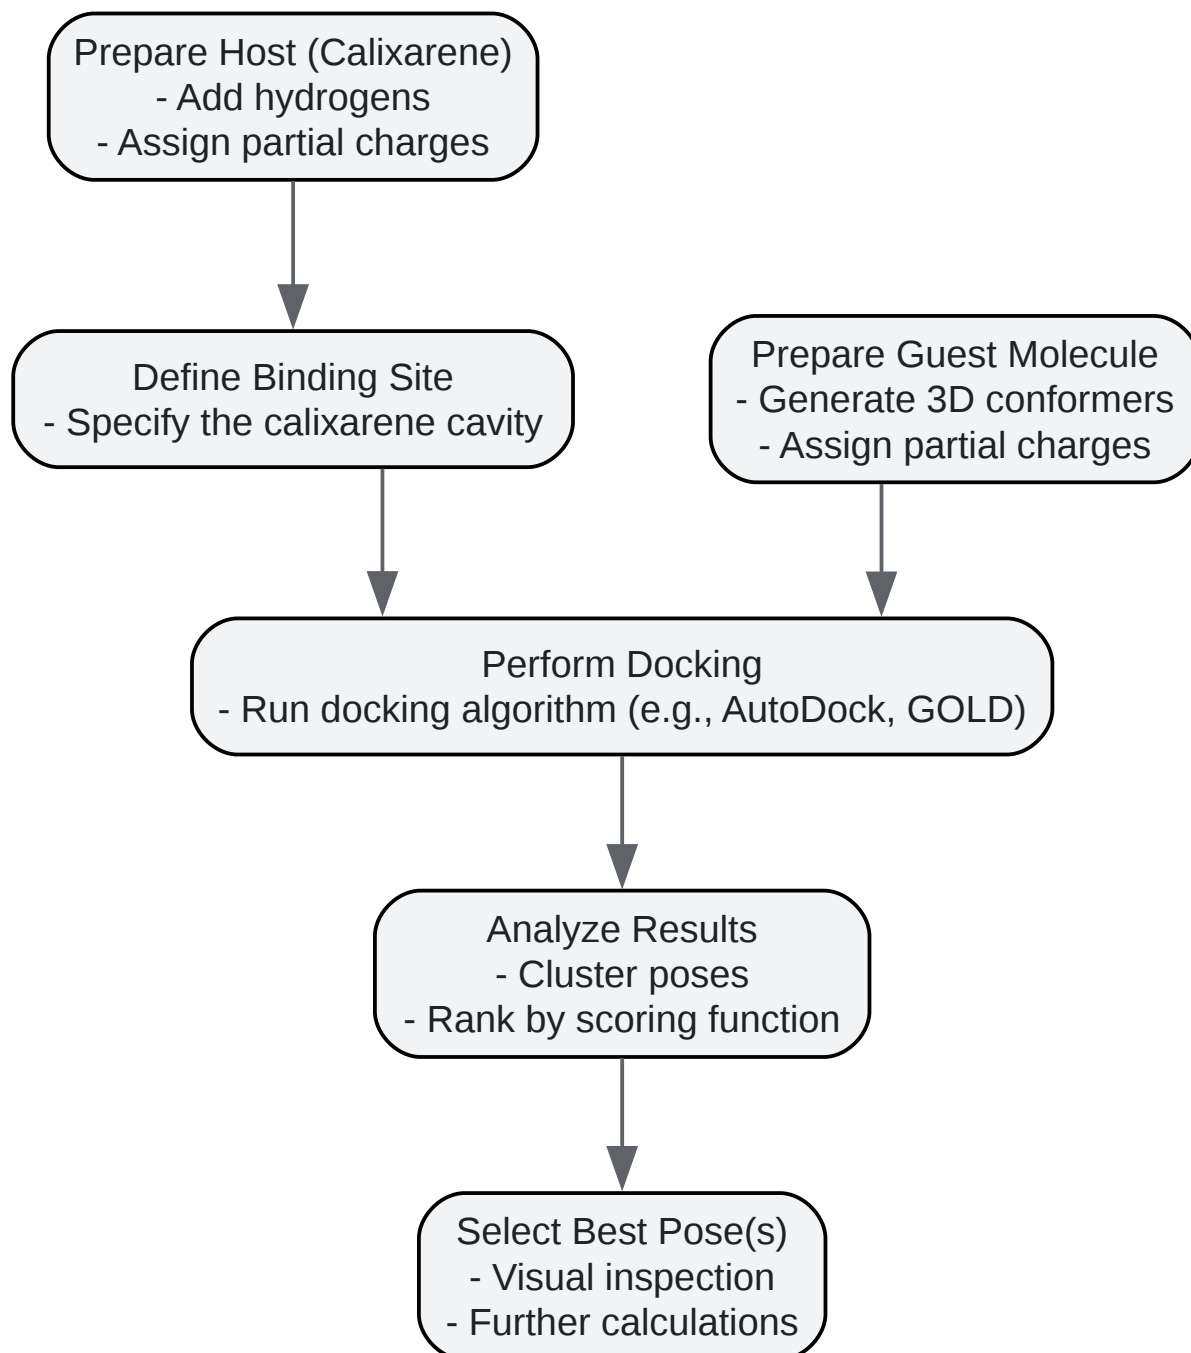 Prepare Host (Calixarene)
- Add hydrogens
- Assign partial charges
Define Binding Site
- Specify the calixarene cavity
Prepare Guest Molecule
- Generate 3D conformers
- Assign partial charges
Perform Docking
- Run docking algorithm (e.g., AutoDock, GOLD)
Analyze Results
- Cluster poses
- Rank by scoring function
Select Best Pose(s)
- Visual inspection
- Further calculations